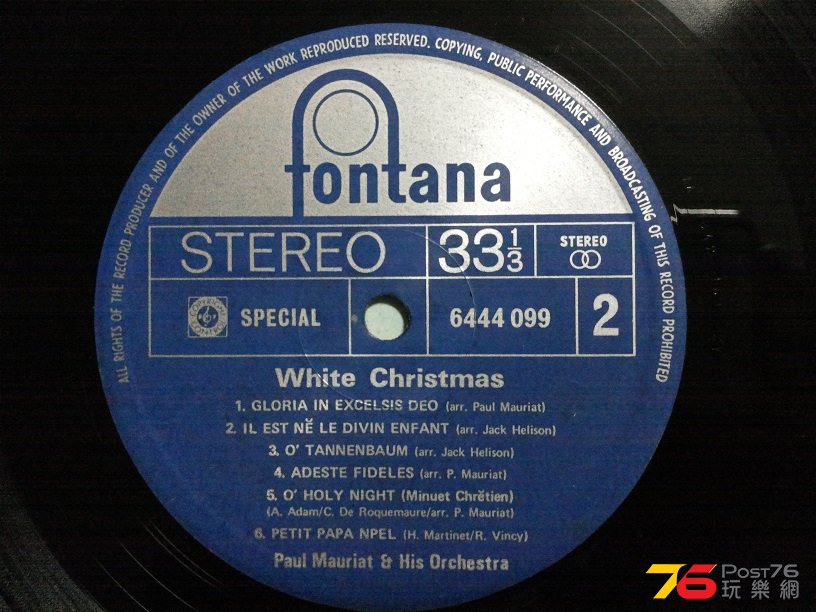 ALL RIGHTS OF THE RECORD PRODUCER AND OF THE OWNER OF THE WORK REPRODUCED RESERVED. COPYING, PUBLIC PERFORMANCE AND BROADCASTING OF THIS RECORD PROHIBITED
fontana
STEREO 33 1/3 STEREO
SPECIAL 6444 099 2
White Christmas
1. GLORIA IN EXCELSIS DEO (arr. Paul Mauriat)
2. IL EST NĚ LE DIVIN ENFANT (arr. Jack Helison)
3. O' TANNENBAUM (arr. Jack Helison)
4. ADESTE FIDELES (arr. P. Mauriat)
5. O' HOLY NIGHT (Minuet Chrětien)
(A. Adam/C. De Roquemaure/arr. P. Mauriat)
6. PETIT PAPA NPEL (H. Martinet/R. Vincy)
Paul Mauriat & His Orchestra
76 POST76
玩樂網